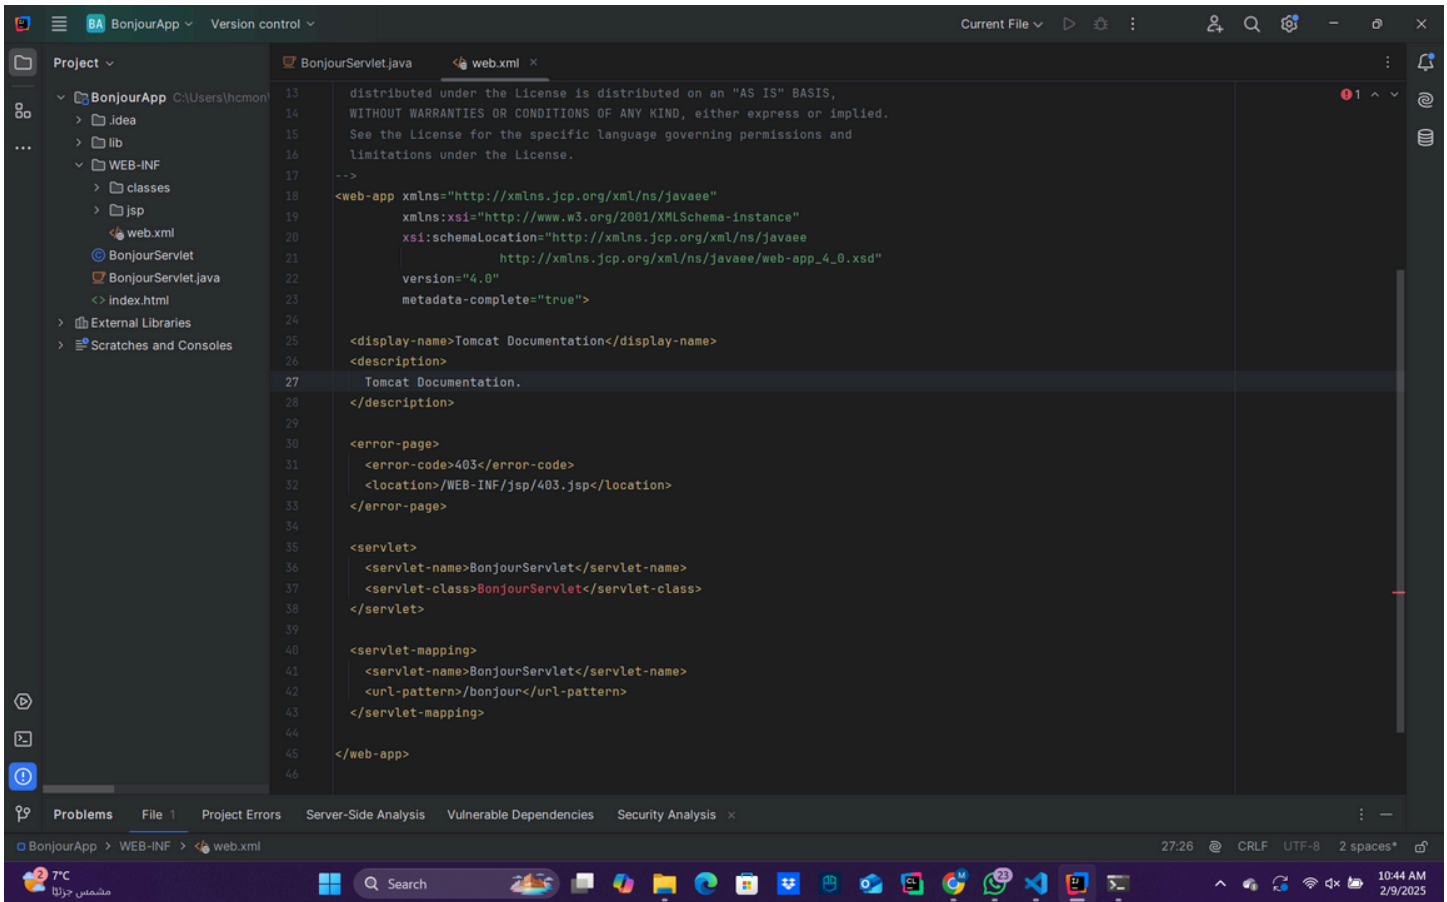 BA BonjourApp Version control Current File
Project
BonjourServlet.java web.xml
BonjourApp C:\Users\hcmon\
.idea
lib
WEB-INF
classes
jsp
web.xml
BonjourServlet
BonjourServlet.java
index.html
External Libraries
Scratches and Consoles
1
13 distributed under the License is distributed on an "AS IS" BASIS,
14 WITHOUT WARRANTIES OR CONDITIONS OF ANY KIND, either express or implied.
15 See the License for the specific language governing permissions and
16 limitations under the License.
17 -->
18 <web-app xmlns="http://xmlns.jcp.org/xml/ns/javaee"
19 xmlns:xsi="http://www.w3.org/2001/XMLSchema-instance"
20 xsi:schemaLocation="http://xmlns.jcp.org/xml/ns/javaee
21 http://xmlns.jcp.org/xml/ns/javaee/web-app_4_0.xsd"
22 version="4.0"
23 metadata-complete="true">
24
25 <display-name>Tomcat Documentation</display-name>
26 <description>
27 Tomcat Documentation.
28 </description>
29
30 <error-page>
31 <error-code>403</error-code>
32 <location>/WEB-INF/jsp/403.jsp</location>
33 </error-page>
34
35 <servlet>
36 <servlet-name>BonjourServlet</servlet-name>
37 <servlet-class>BonjourServlet</servlet-class>
38 </servlet>
39
40 <servlet-mapping>
41 <servlet-name>BonjourServlet</servlet-name>
42 <url-pattern>/bonjour</url-pattern>
43 </servlet-mapping>
44
45 </web-app>
46
Problems File 1 Project Errors Server-Side Analysis Vulnerable Dependencies Security Analysis
BonjourApp > WEB-INF > web.xml 27:26 CRLF UTF-8 2 spaces*
2 7°C
مشمس جزئيًا
Search
CL
M
23
10:44 AM
2/9/2025